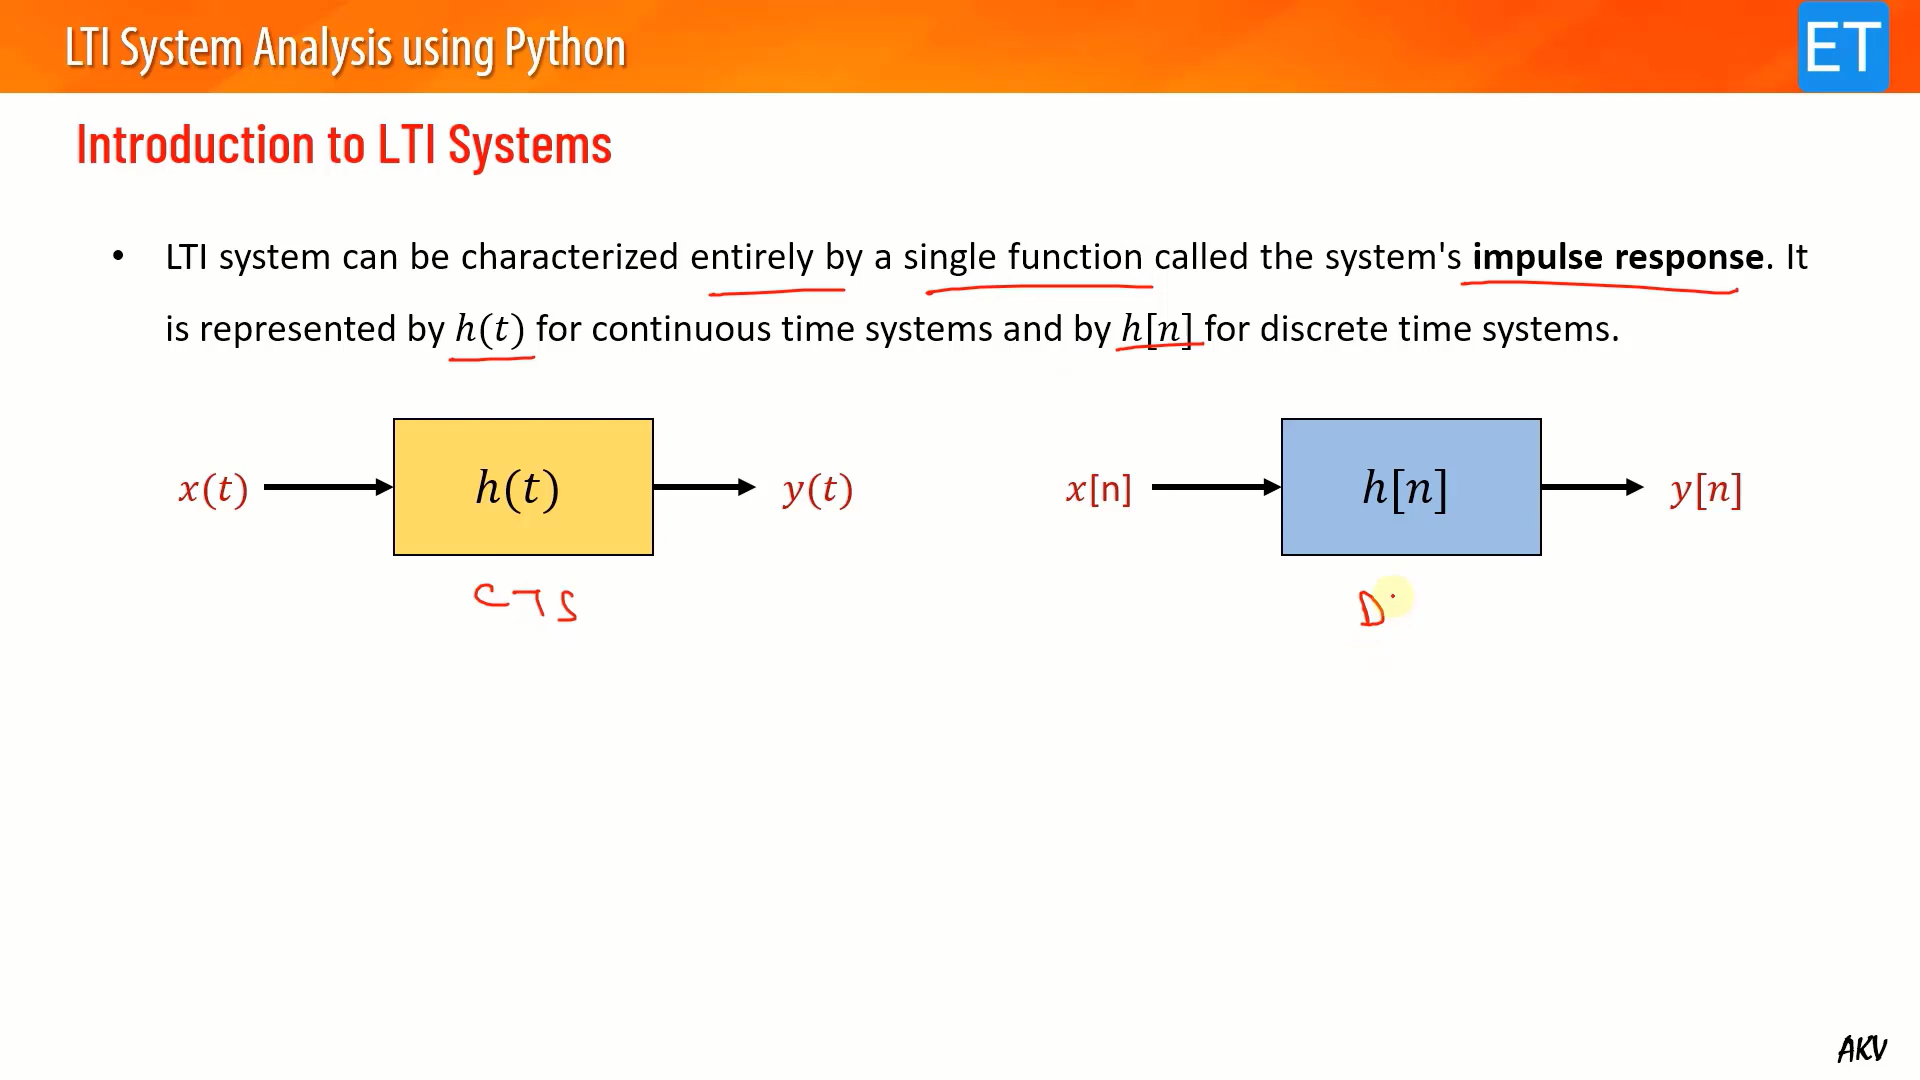 LTI System Analysis using Python
ET
Introduction to LTI Systems
• LTI system can be characterized entirely by a single function called the system's impulse response. It
is represented by h(t) for continuous time systems and by h[n] for discrete time systems.
x(t) h(t) y(t) x[n] h[n] y[n]
CTS D
AKV